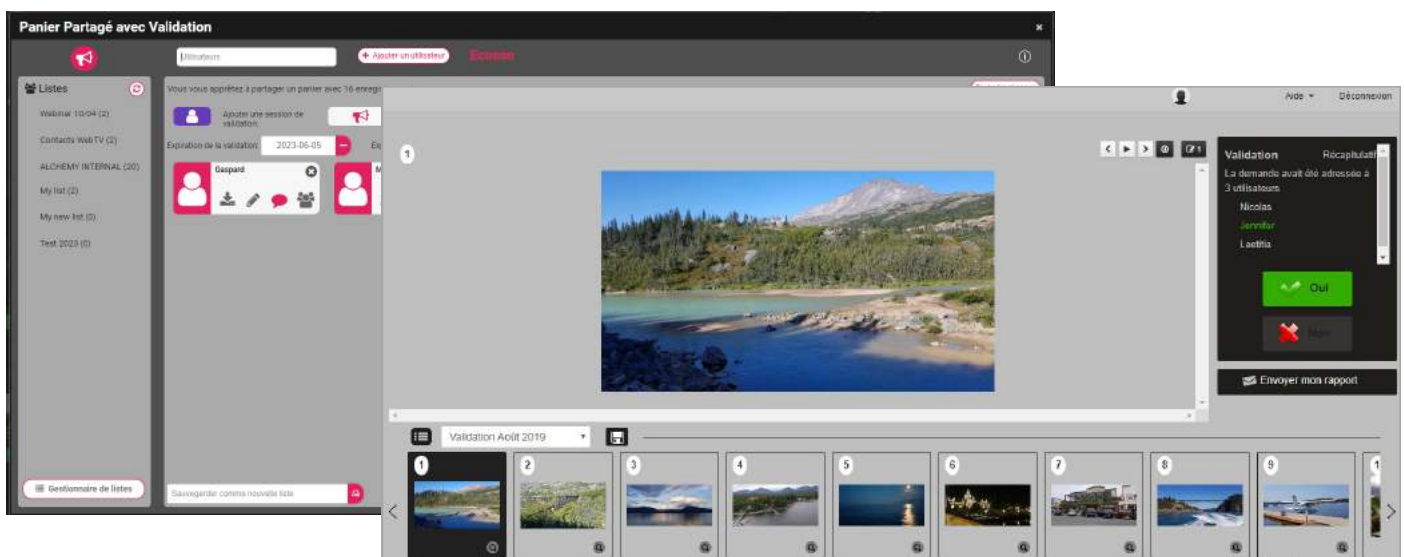 Panier Partagé avec Validation
Utilisateurs
+ Ajouter un utilisateur
Listes
Webinar 10/04 (2)
Contacts WebTV (2)
ALCHEMY INTERNAL (20)
My list (2)
My new list (0)
Test 2023 (0)
Gestionnaire de listes
Vous vous apprêtez à partager un panier avec 16 enregi
Ajouter une session de
validation:
Expiration de la validation:
2023-06-05
Gaspard
M
Sauvegarder comme nouvelle liste
Aide
Déconnexion
1
1
Validation
Récapitulatif
La demande avait été adressée à
3 utilisateurs
Nicolas
Jennifer
Laetitia
Oui
Non
Envoyer mon rapport
Validation Août 2019
1
2
3
4
5
6
7
8
9
1